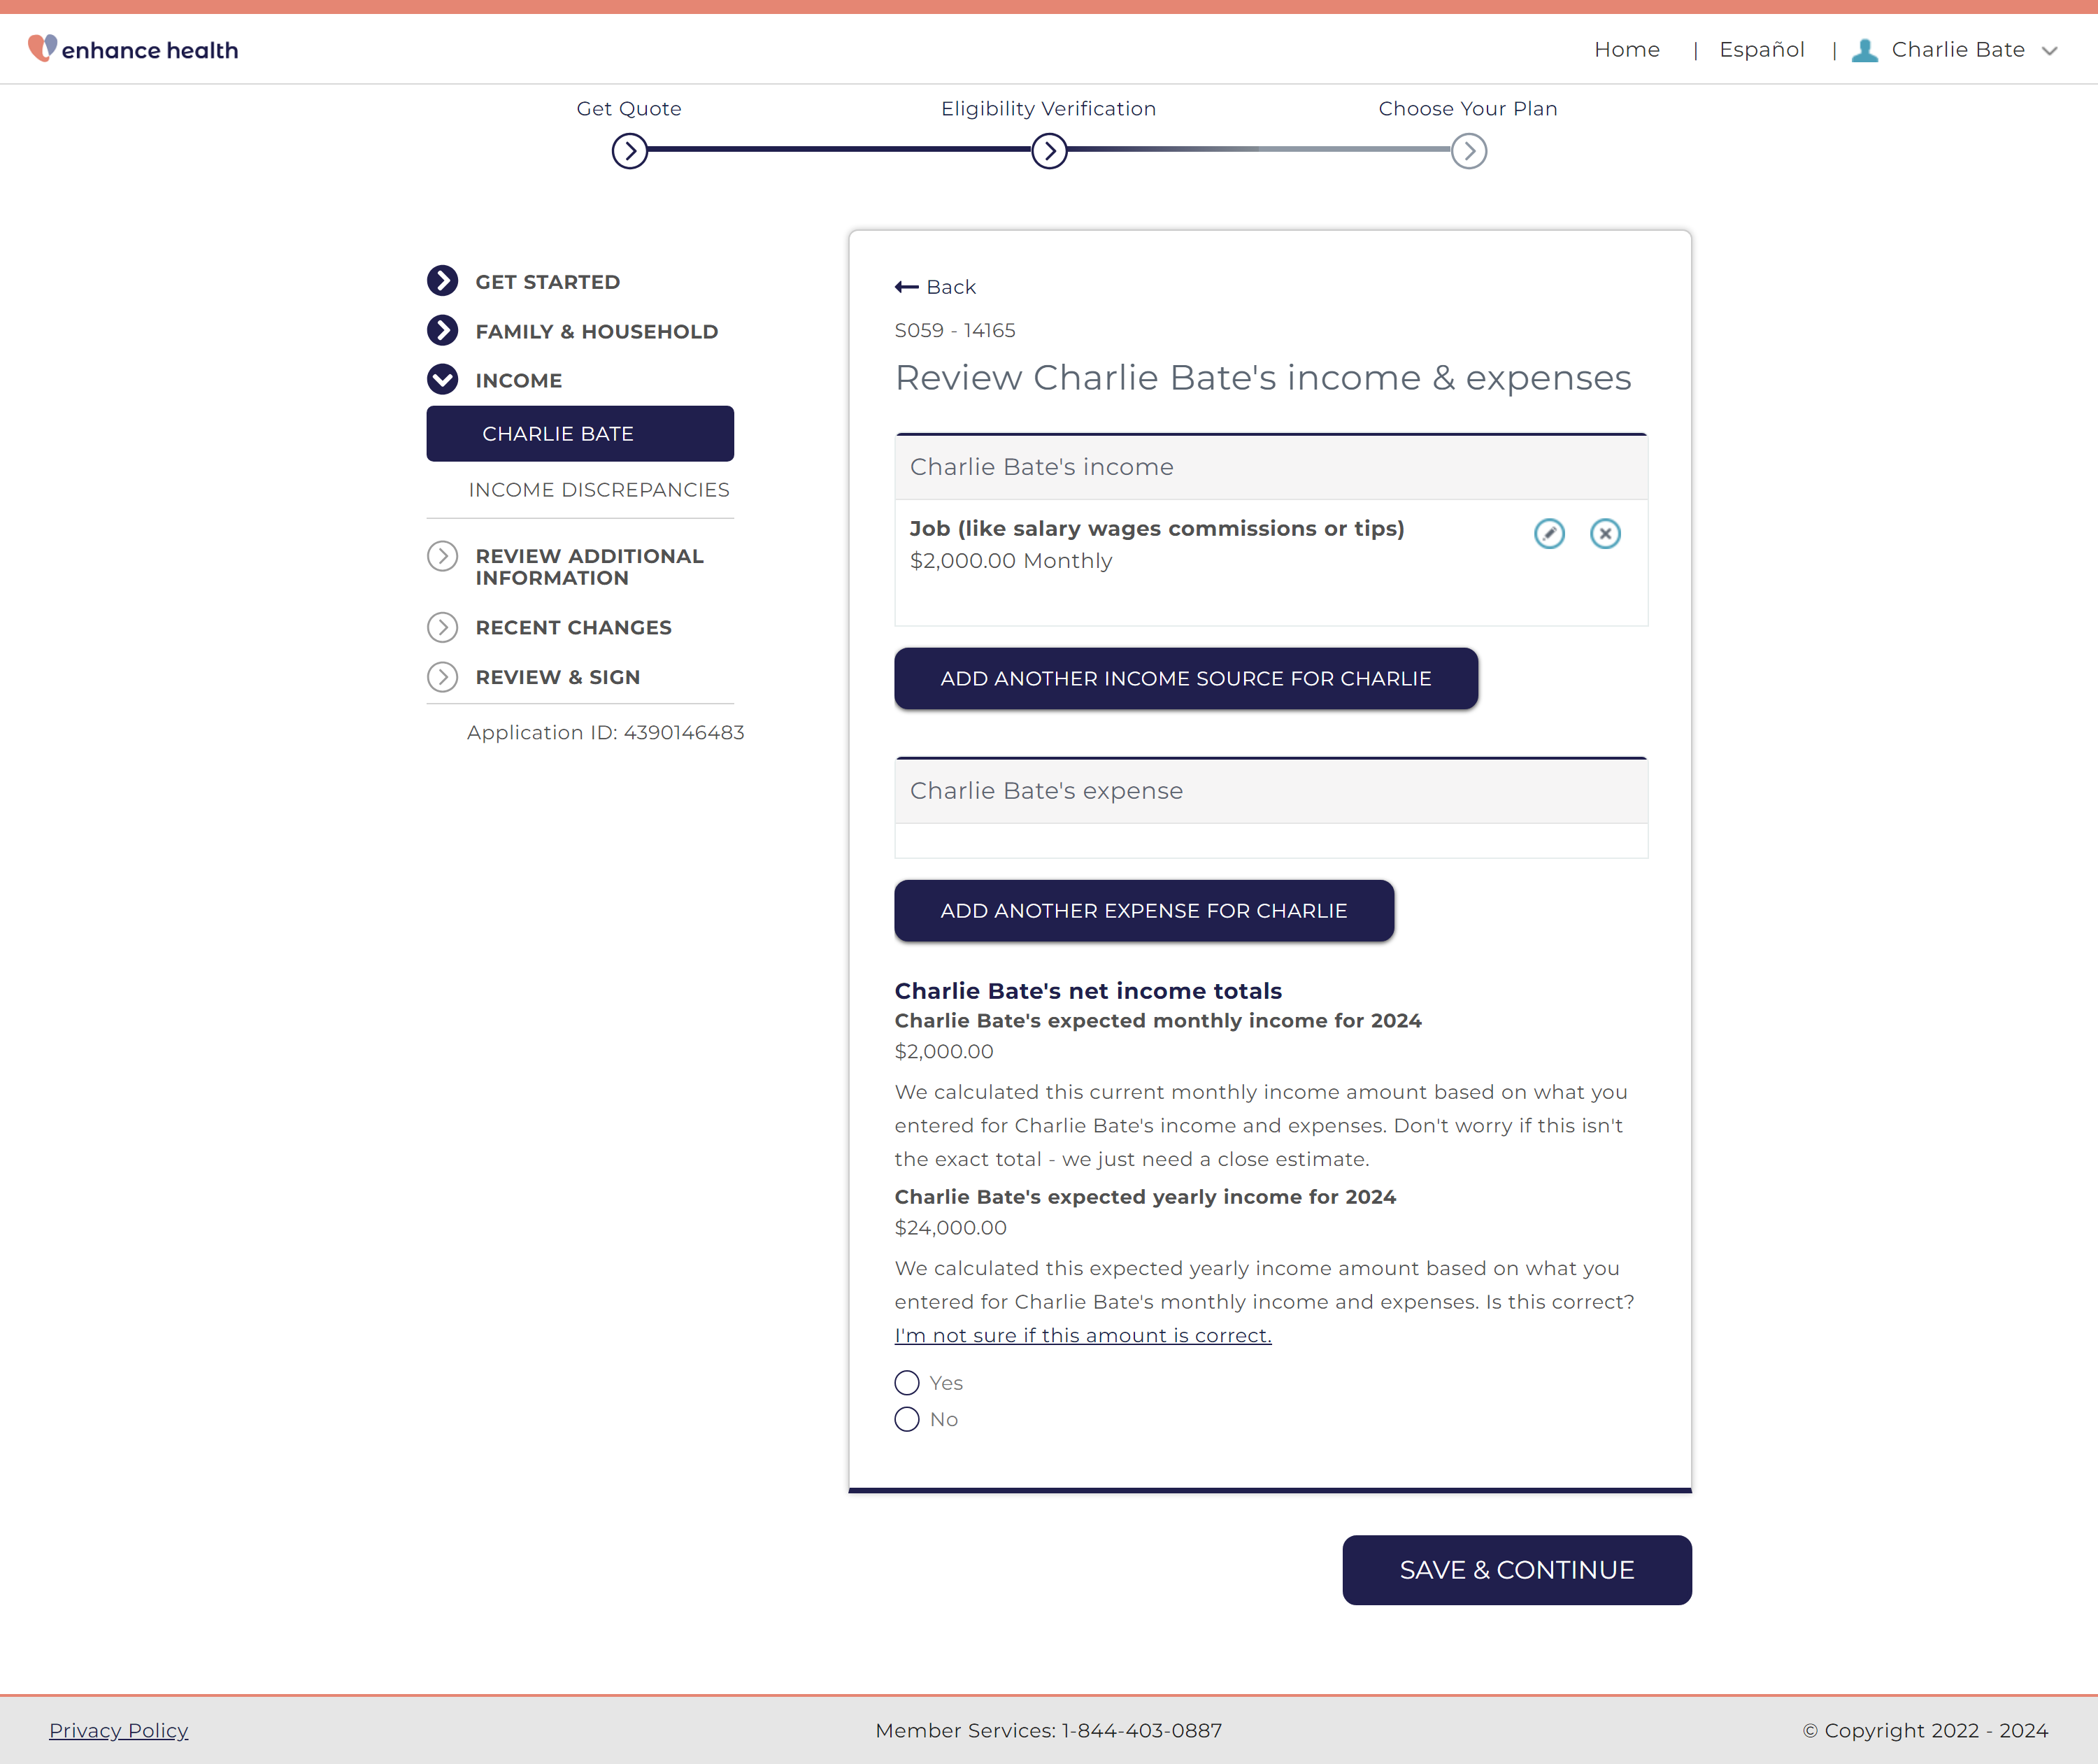 enhance health
Home | Español | Charlie Bate
Get Quote
Eligibility Verification
Choose Your Plan
GET STARTED
FAMILY & HOUSEHOLD
INCOME
CHARLIE BATE
INCOME DISCREPANCIES
REVIEW ADDITIONAL
INFORMATION
RECENT CHANGES
REVIEW & SIGN
Application ID: 4390146483
Back
S059 - 14165
Review Charlie Bate's income & expenses
Charlie Bate's income
Job (like salary wages commissions or tips)
$2,000.00 Monthly
ADD ANOTHER INCOME SOURCE FOR CHARLIE
Charlie Bate's expense
ADD ANOTHER EXPENSE FOR CHARLIE
Charlie Bate's net income totals
Charlie Bate's expected monthly income for 2024
$2,000.00
We calculated this current monthly income amount based on what you
entered for Charlie Bate's income and expenses. Don't worry if this isn't
the exact total - we just need a close estimate.
Charlie Bate's expected yearly income for 2024
$24,000.00
We calculated this expected yearly income amount based on what you
entered for Charlie Bate's monthly income and expenses. Is this correct?
I'm not sure if this amount is correct.
Yes
No
SAVE & CONTINUE
Privacy Policy
Member Services: 1-844-403-0887
© Copyright 2022 - 2024